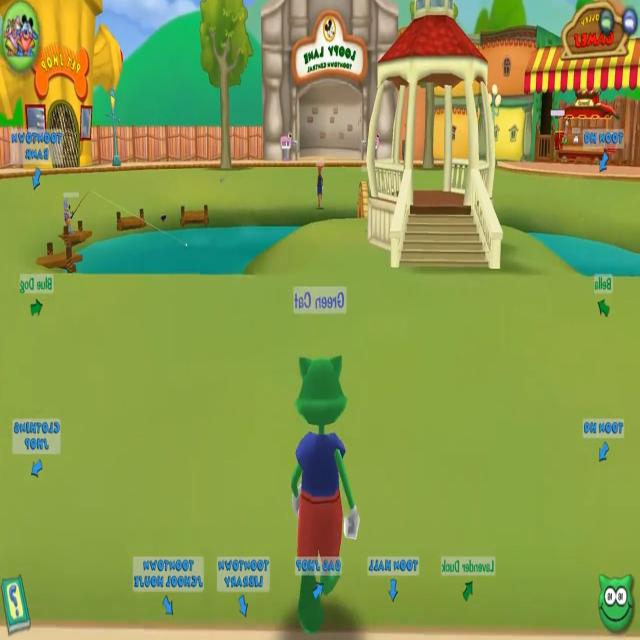 LOOPY LANE
TOONTOWN CENTRAL
PET SHOP
GOOFY
GAMES
TOONTOWN
BANK
TOON HQ
Blue Dog
Bella
Green Cat
CLOTHING
SHOP
TOON HQ
TOONTOWN
SCHOOL HOUSE
TOONTOWN
LIBRARY
GAG SHOP
TOON HALL
Lavender Duck
?